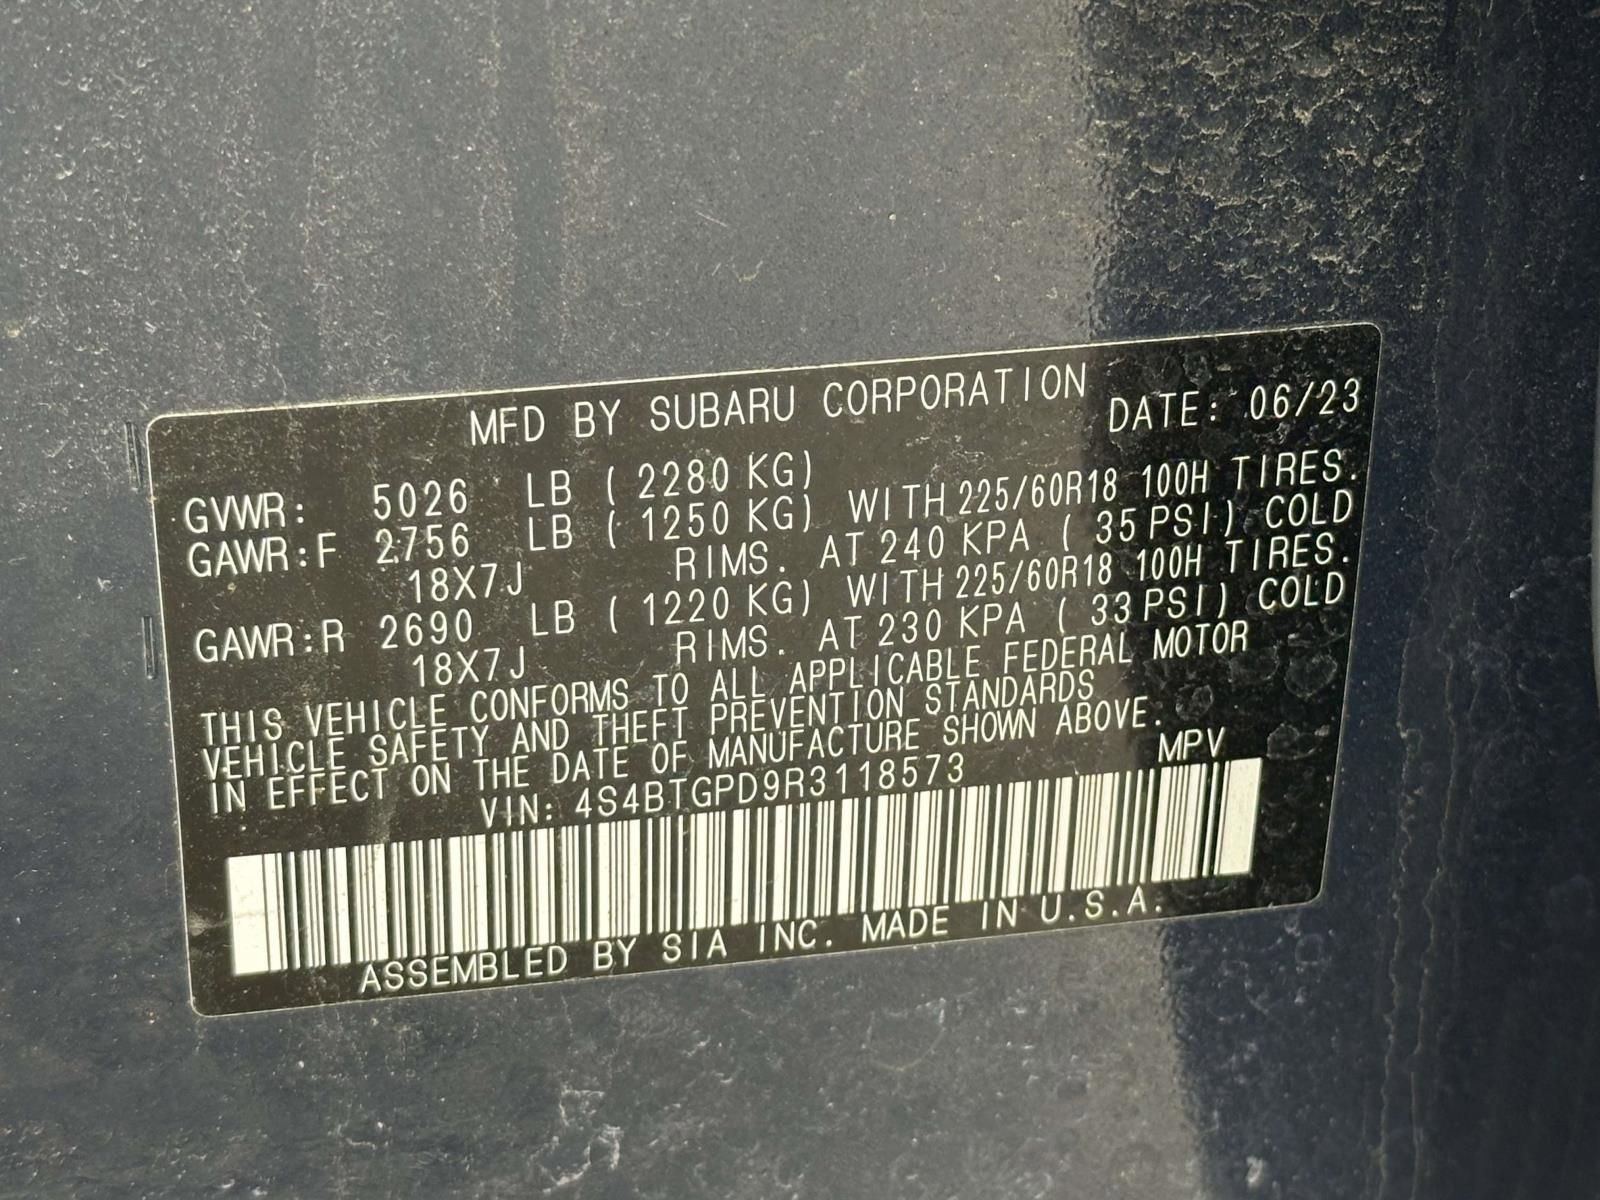 MFD BY SUBARU CORPORATION DATE: 06/23
GVWR: 5026 LB ( 2280 KG)
GAWR:F 2756 LB ( 1250 KG) WITH 225/60R18 100H TIRES.
18X7J RIMS. AT 240 KPA ( 35 PSI) COLD
GAWR:R 2690 LB ( 1220 KG) WITH 225/60R18 100H TIRES.
18X7J RIMS. AT 230 KPA ( 33 PSI) COLD
THIS VEHICLE CONFORMS TO ALL APPLICABLE FEDERAL MOTOR
VEHICLE SAFETY AND THEFT PREVENTION STANDARDS
IN EFFECT ON THE DATE OF MANUFACTURE SHOWN ABOVE.
VIN: 4S4BTGPD9R3118573 MPV
ASSEMBLED BY SIA INC. MADE IN U.S.A.